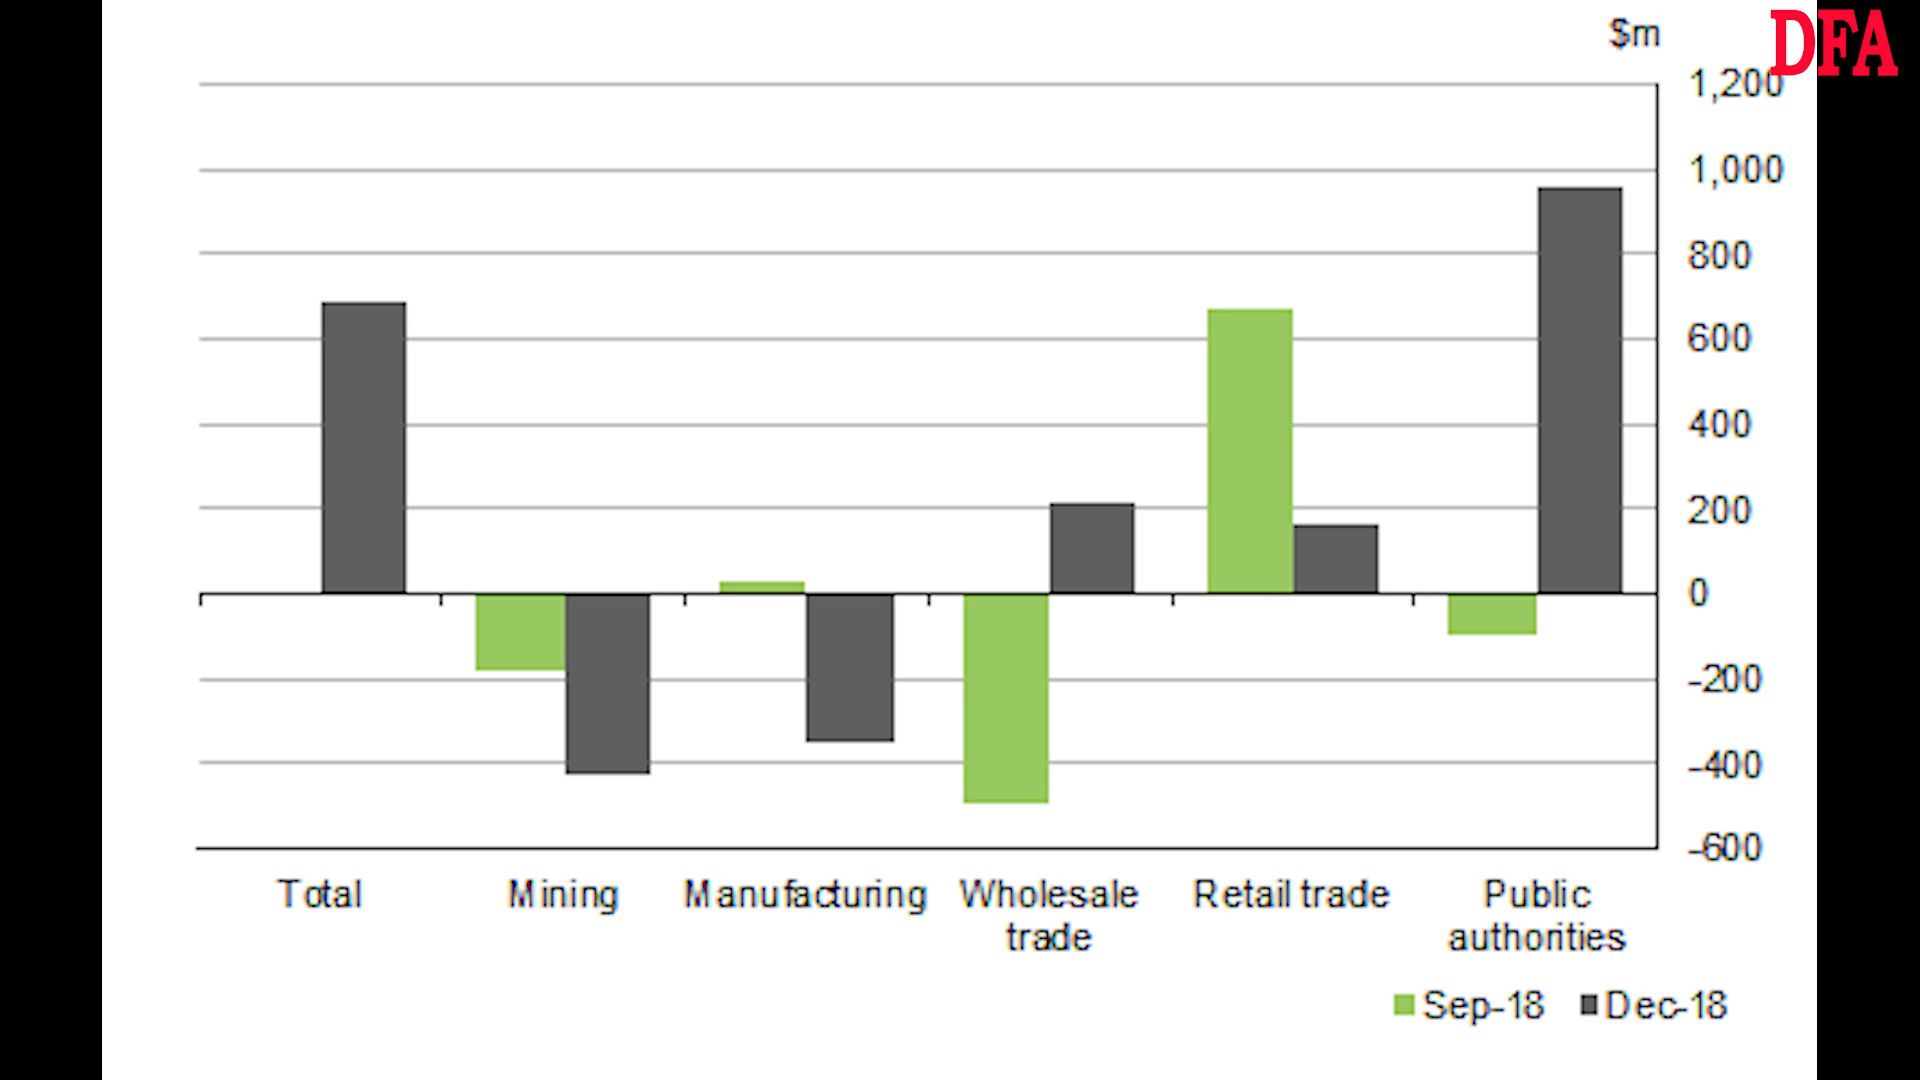 DFA
$m
1,200
1,000
800
600
400
200
0
-200
-400
-600
Total Mining Manufacturing Wholesale trade Retail trade Public authorities
Sep-18 Dec-18